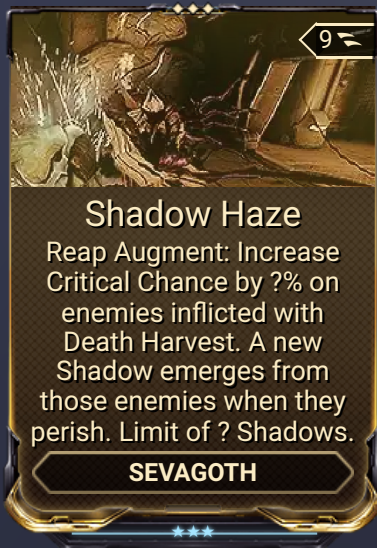 9
Shadow Haze
Reap Augment: Increase
Critical Chance by ?% on
enemies inflicted with
Death Harvest. A new
Shadow emerges from
those enemies when they
perish. Limit of ? Shadows.
SEVAGOTH